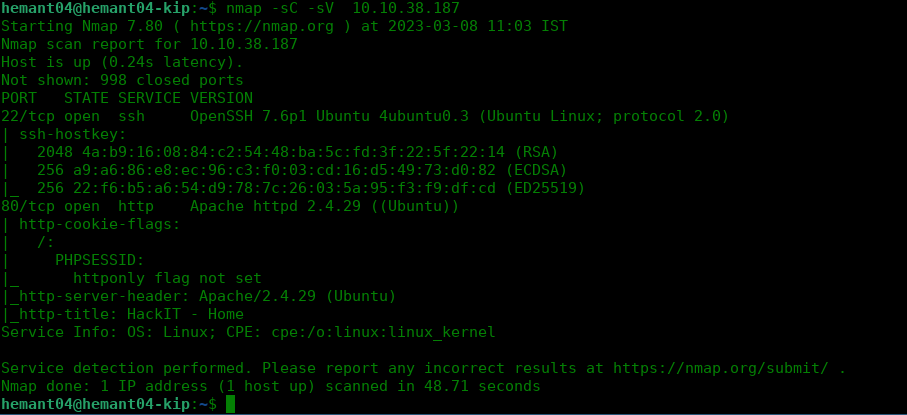 hemant04@hemant04-kip:~$ nmap -sC -sV  10.10.38.187
Starting Nmap 7.80 ( https://nmap.org ) at 2023-03-08 11:03 IST
Nmap scan report for 10.10.38.187
Host is up (0.24s latency).
Not shown: 998 closed ports
PORT   STATE SERVICE VERSION
22/tcp open  ssh     OpenSSH 7.6p1 Ubuntu 4ubuntu0.3 (Ubuntu Linux; protocol 2.0)
| ssh-hostkey:
|   2048 4a:b9:16:08:84:c2:54:48:ba:5c:fd:3f:22:5f:22:14 (RSA)
|   256 a9:a6:86:e8:ec:96:c3:f0:03:cd:16:d5:49:73:d0:82 (ECDSA)
|_  256 22:f6:b5:a6:54:d9:78:7c:26:03:5a:95:f3:f9:df:cd (ED25519)
80/tcp open  http    Apache httpd 2.4.29 ((Ubuntu))
| http-cookie-flags:
|   /:
|     PHPSESSID:
|_      httponly flag not set
|_http-server-header: Apache/2.4.29 (Ubuntu)
|_http-title: HackIT - Home
Service Info: OS: Linux; CPE: cpe:/o:linux:linux_kernel

Service detection performed. Please report any incorrect results at https://nmap.org/submit/ .
Nmap done: 1 IP address (1 host up) scanned in 48.71 seconds
hemant04@hemant04-kip:~$